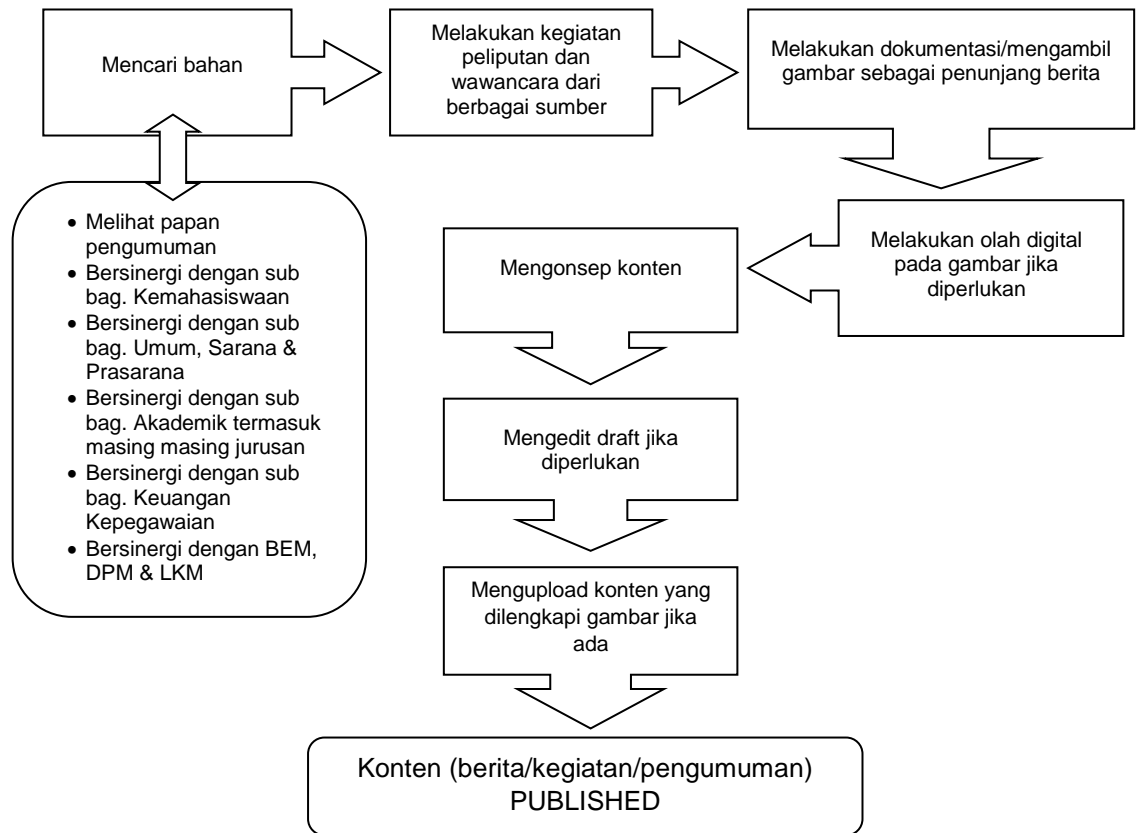 Mencari bahan
Melakukan kegiatan
peliputan dan
wawancara dari
berbagai sumber
Melakukan dokumentasi/mengambil
gambar sebagai penunjang berita
Melakukan olah digital
pada gambar jika
diperlukan
Mengonsep konten
• Melihat papan
pengumuman
• Bersinergi dengan sub
bag. Kemahasiswaan
• Bersinergi dengan sub
bag. Umum, Sarana &
Prasarana
• Bersinergi dengan sub
bag. Akademik termasuk
masing masing jurusan
• Bersinergi dengan sub
bag. Keuangan
Kepegawaian
• Bersinergi dengan BEM,
DPM & LKM
Mengedit draft jika
diperlukan
Mengupload konten yang
dilengkapi gambar jika
ada
Konten (berita/kegiatan/pengumuman)
PUBLISHED